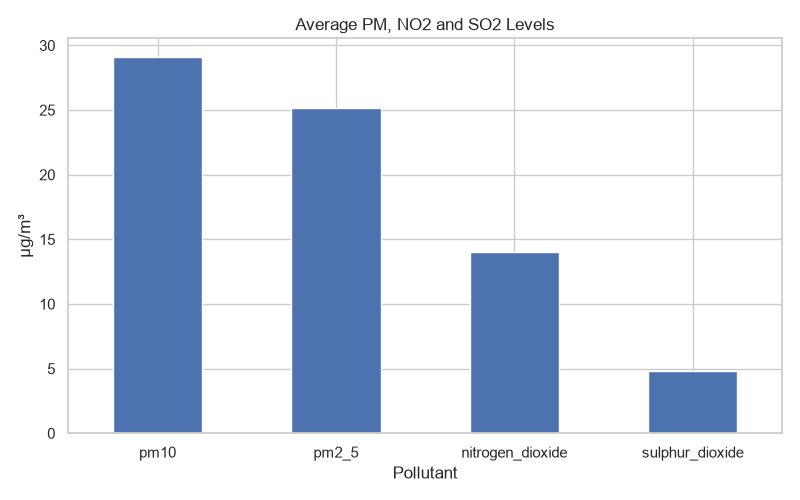 Average PM, NO2 and SO2 Levels
30
25
20
15
10
5
0
µg/m³
pm10 pm2_5 nitrogen_dioxide sulphur_dioxide
Pollutant